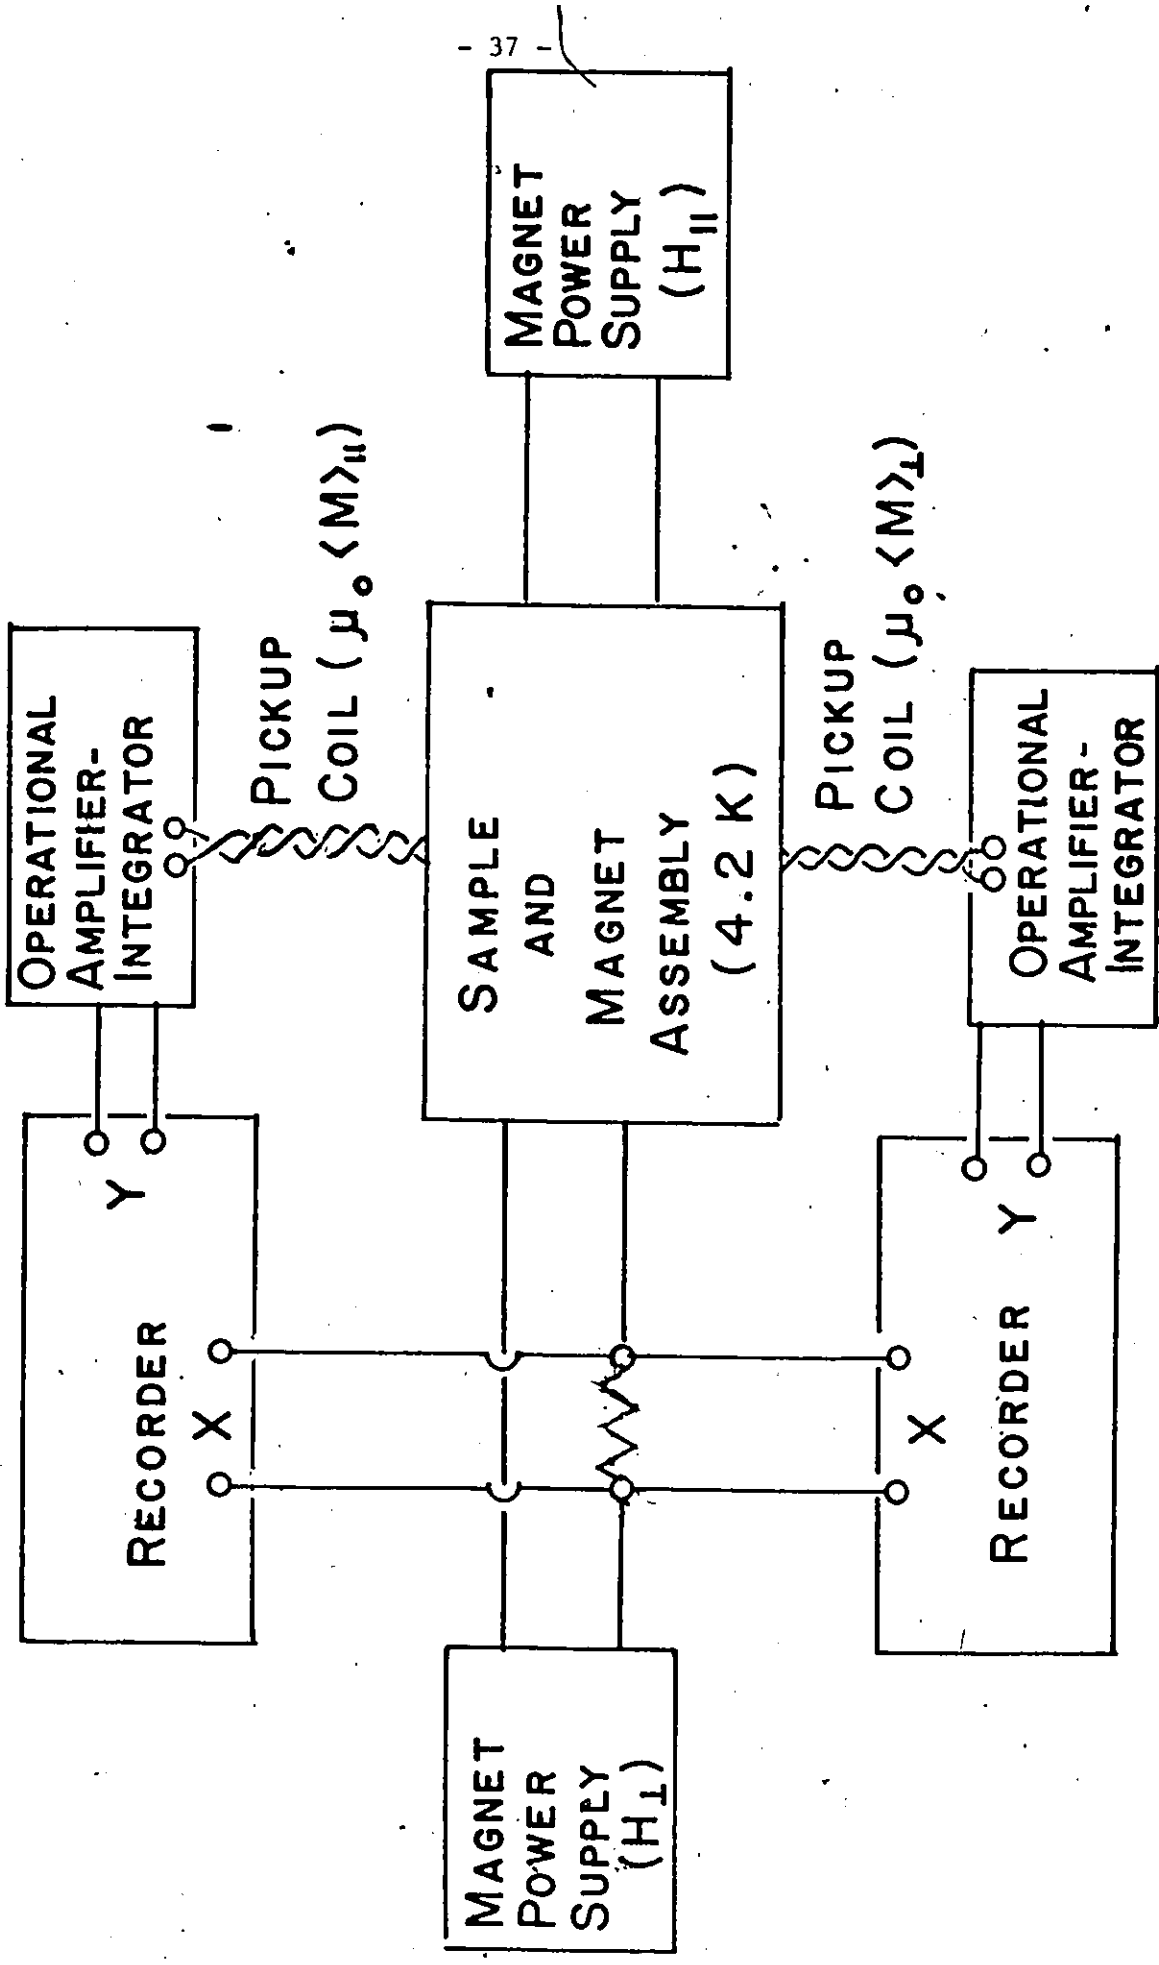 - 37 -
OPERATIONAL
AMPLIFIER-
INTEGRATOR
PICKUP
COIL (μ₀ <M>||)
RECORDER
Y
X
MAGNET
POWER
SUPPLY
(H⊥)
SAMPLE
AND
MAGNET
ASSEMBLY
(4.2 K)
MAGNET
POWER
SUPPLY
(H||)
PICKUP
COIL (μ₀ <M>⊥)
RECORDER
X
Y
OPERATIONAL
AMPLIFIER-
INTEGRATOR